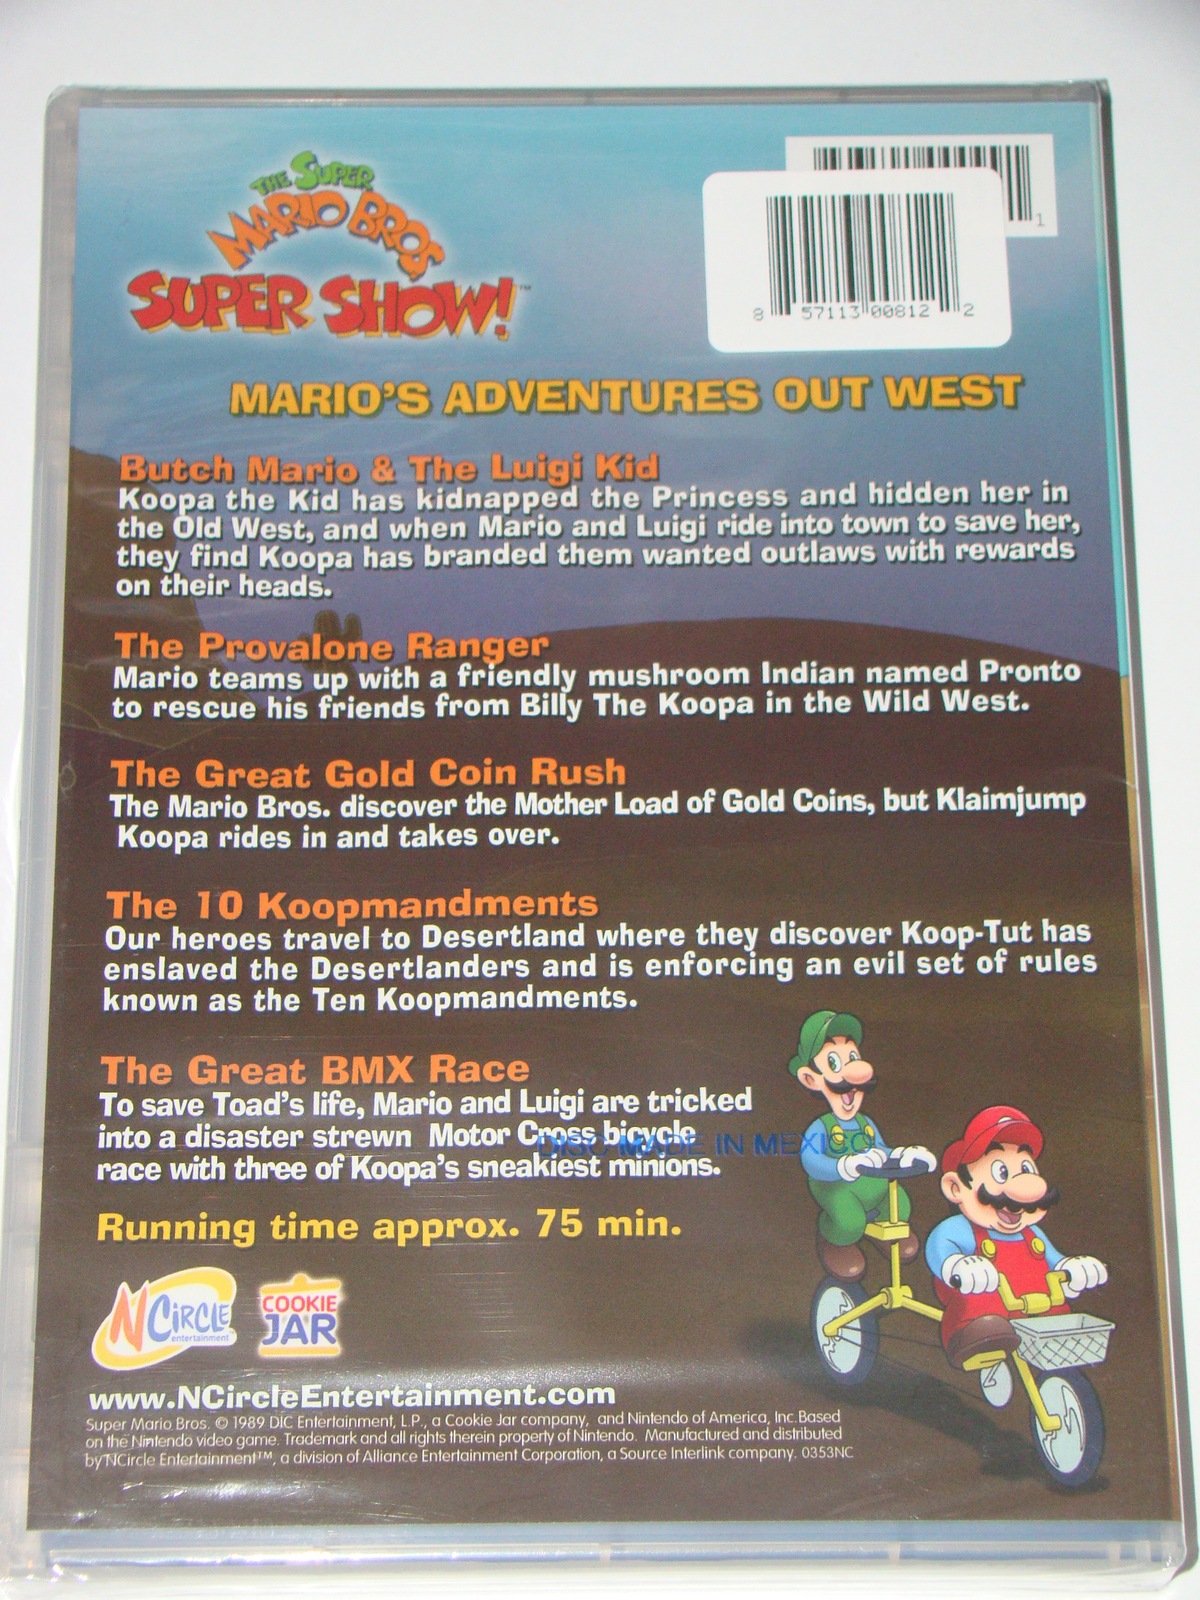 THE SUPER
MARIO BROS
SUPER SHOW!™
1
8 57113 00812 2
MARIO'S ADVENTURES OUT WEST
Butch Mario & The Luigi Kid
Koopa the Kid has kidnapped the Princess and hidden her in
the Old West, and when Mario and Luigi ride into town to save her,
they find Koopa has branded them wanted outlaws with rewards
on their heads.
The Provalone Ranger
Mario teams up with a friendly mushroom Indian named Pronto
to rescue his friends from Billy The Koopa in the Wild West.
The Great Gold Coin Rush
The Mario Bros. discover the Mother Load of Gold Coins, but Klaimjump
Koopa rides in and takes over.
The 10 Koopmandments
Our heroes travel to Desertland where they discover Koop-Tut has
enslaved the Desertlanders and is enforcing an evil set of rules
known as the Ten Koopmandments.
The Great BMX Race
To save Toad's life, Mario and Luigi are tricked
into a disaster strewn Motor Cross bicycle
DISC MADE IN MEXICO
race with three of Koopa's sneakiest minions.
Running time approx. 75 min.
NCIRCLE
entertainment™
COOKIE
JAR
www.NCircleEntertainment.com
Super Mario Bros. © 1989 DIC Entertainment, L.P., a Cookie Jar company, and Nintendo of America, Inc. Based
on the Nintendo video game. Trademark and all rights therein property of Nintendo. Manufactured and distributed
by NCircle Entertainment™, a division of Alliance Entertainment Corporation, a Source Interlink company. 0353NC